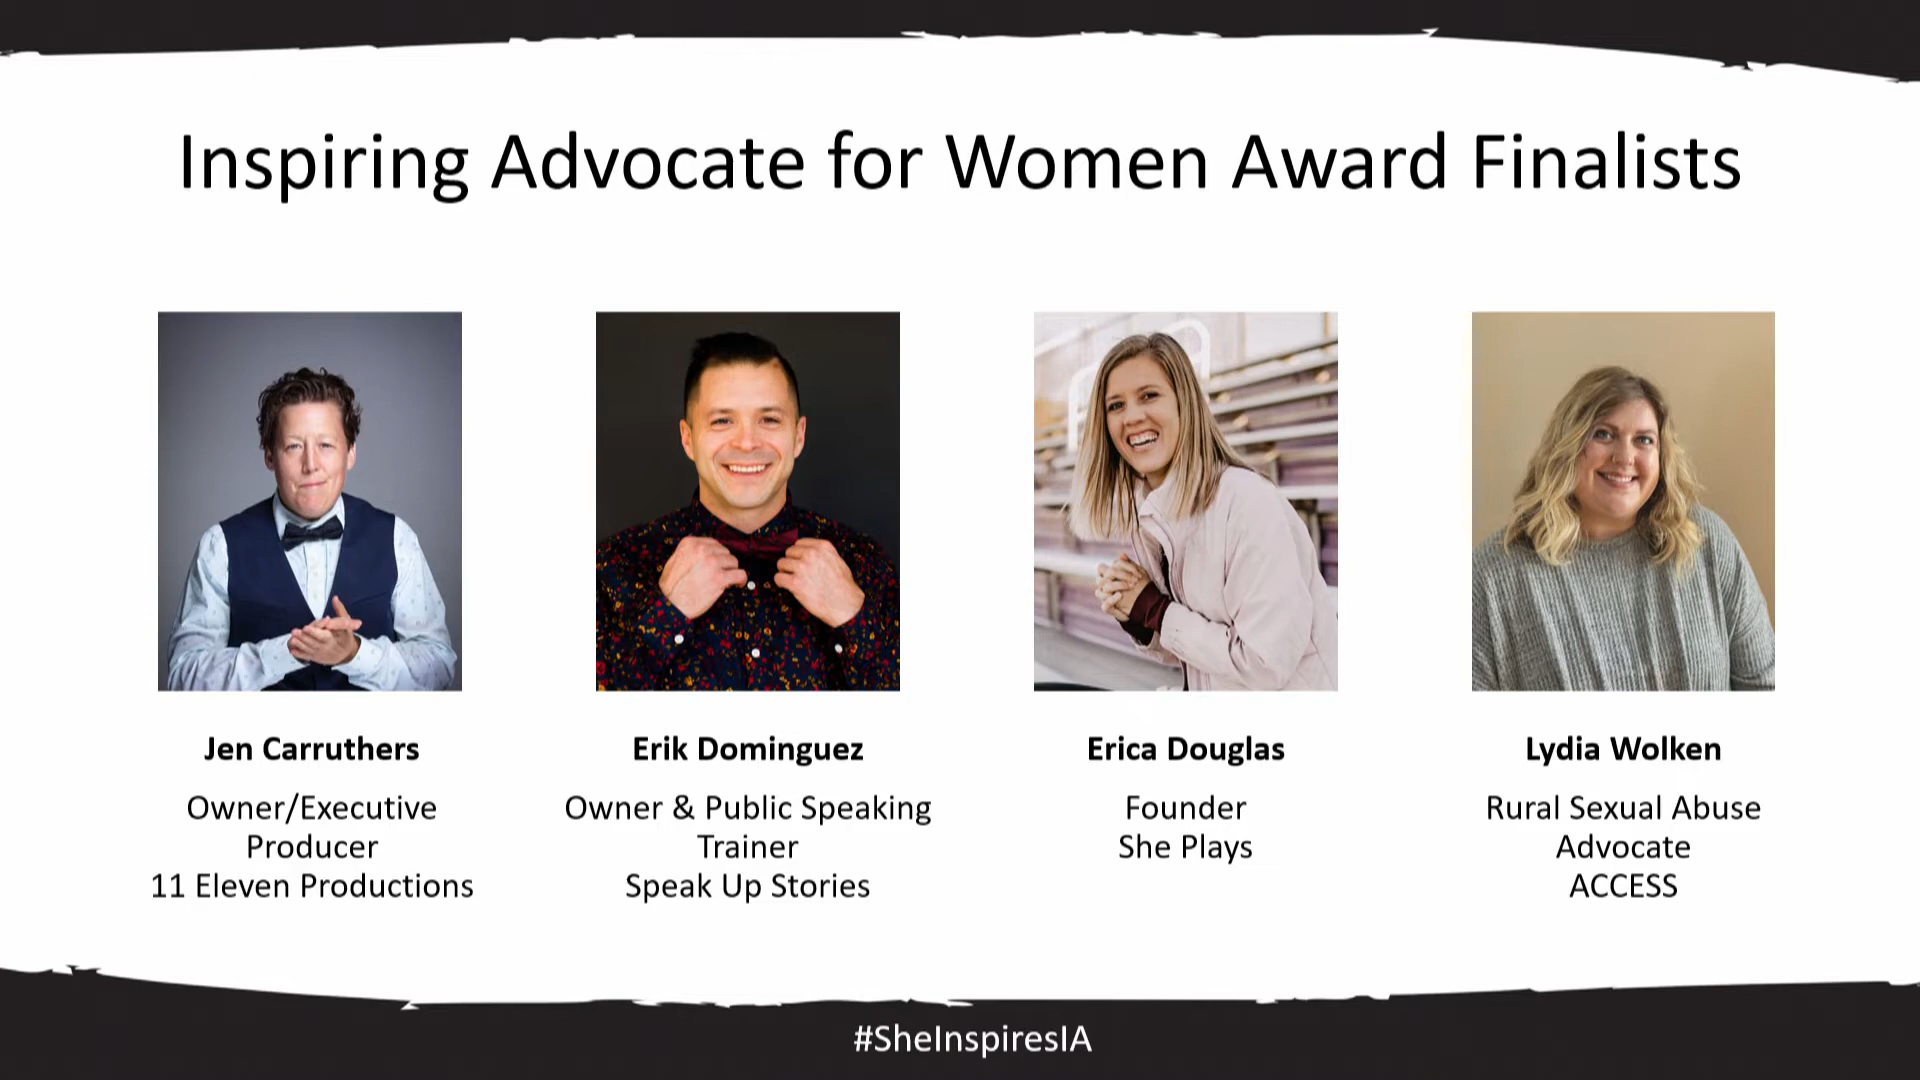 Inspiring Advocate for Women Award Finalists
Jen Carruthers
Owner/Executive
Producer
11 Eleven Productions
Erik Dominguez
Owner & Public Speaking
Trainer
Speak Up Stories
Erica Douglas
Founder
She Plays
Lydia Wolken
Rural Sexual Abuse
Advocate
ACCESS
#SheInspiresIA